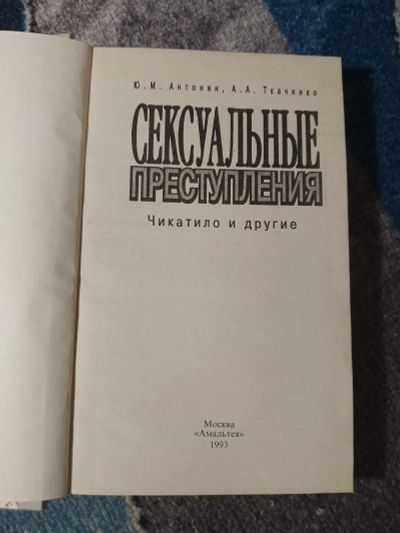 Ю. М. Антонян, А. А. Ткаченко
СЕКСУАЛЬНЫЕ
ПРЕСТУПЛЕНИЯ
Чикатило и другие
Москва
«Амальтея»
1993